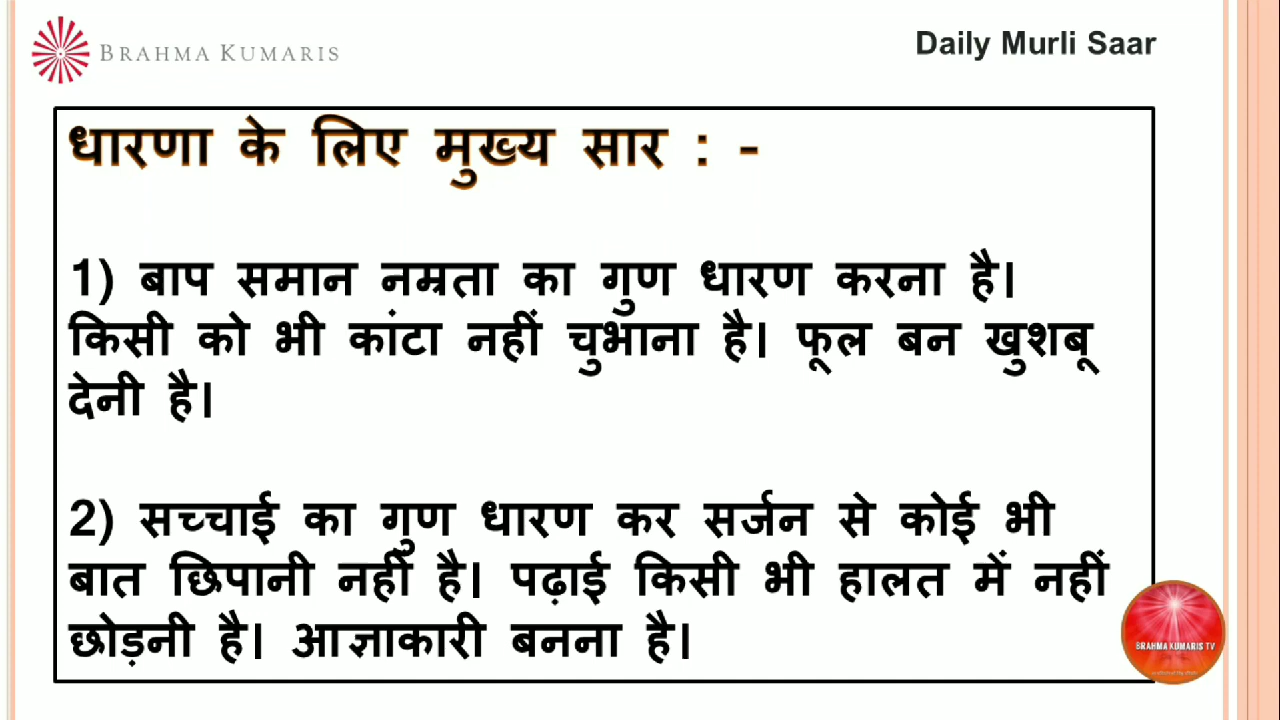 BRAHMA KUMARIS
Daily Murli Saar
धारणा के लिए मुख्य सार : -
1) बाप समान नम्रता का गुण धारण करना है।
किसी को भी कांटा नहीं चुभाना है। फूल बन खुशबू
देनी है।
2) सच्चाई का गुण धारण कर सर्जन से कोई भी
बात छिपानी नहीं है। पढ़ाई किसी भी हालत में नहीं
छोड़नी है। आज्ञाकारी बनना है।
BRAHMA KUMARIS TV